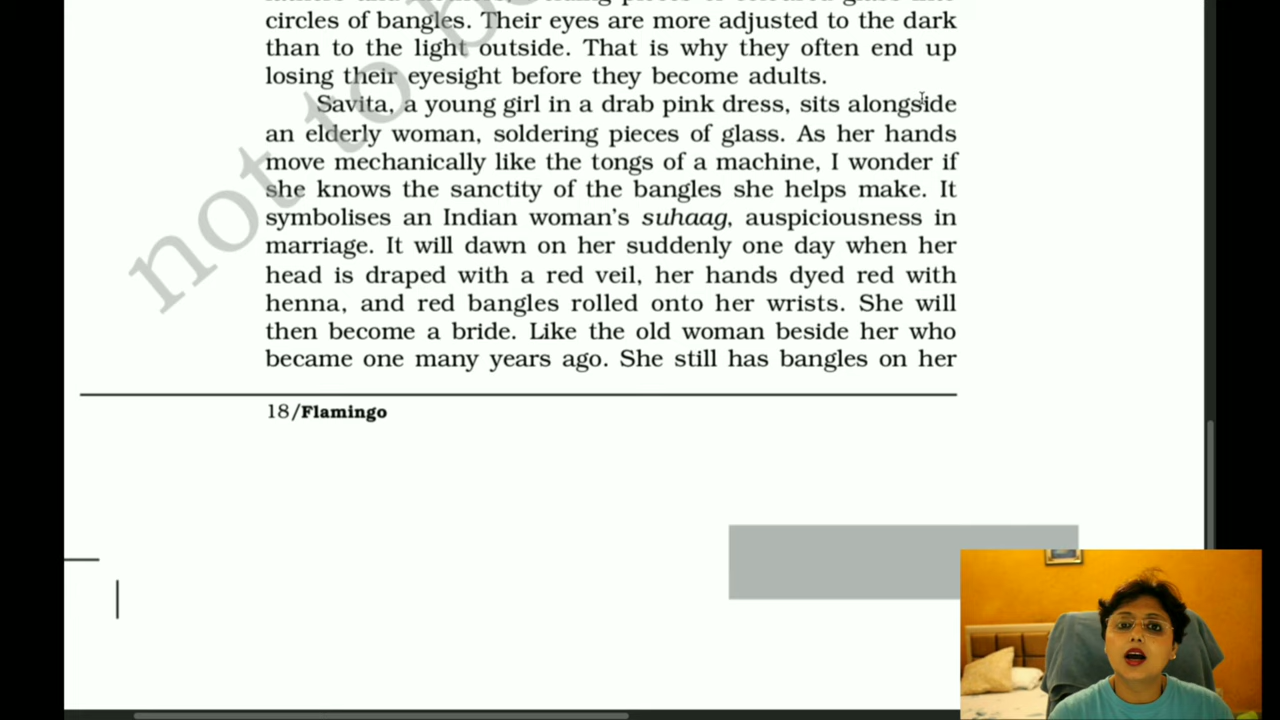 circles of bangles. Their eyes are more adjusted to the dark
than to the light outside. That is why they often end up
losing their eyesight before they become adults.
Savita, a young girl in a drab pink dress, sits alongside
an elderly woman, soldering pieces of glass. As her hands
move mechanically like the tongs of a machine, I wonder if
she knows the sanctity of the bangles she helps make. It
symbolises an Indian woman's suhaag, auspiciousness in
marriage. It will dawn on her suddenly one day when her
head is draped with a red veil, her hands dyed red with
henna, and red bangles rolled onto her wrists. She will
then become a bride. Like the old woman beside her who
became one many years ago. She still has bangles on her
18/Flamingo
not to be